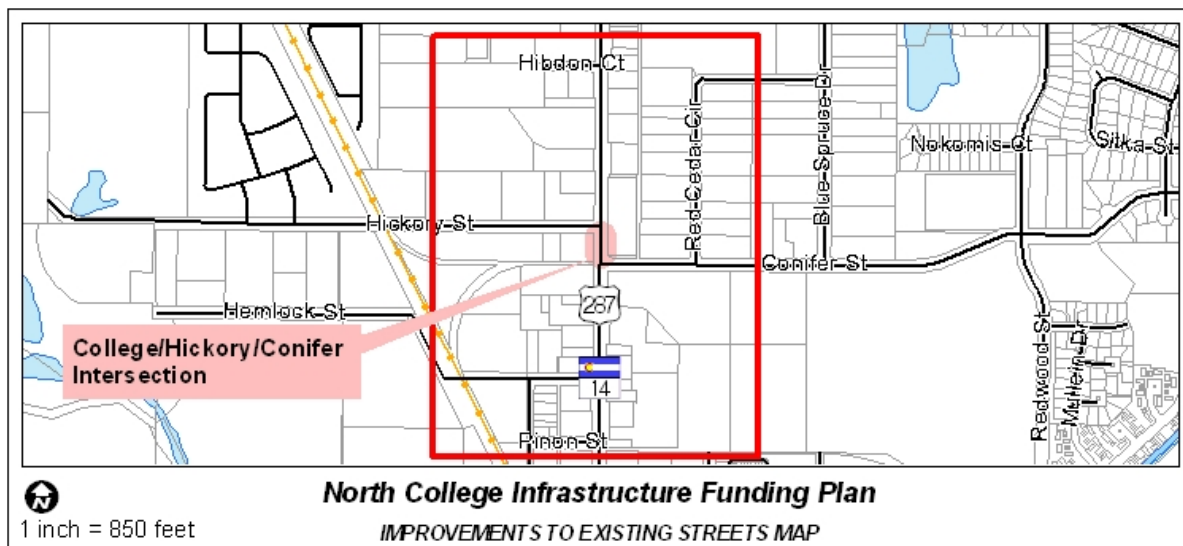 Hibdon Ct
Red Cedar Cir
Blue Spruce Dr
Nokomis Ct
Sitka St
Hickory St
Conifer St
287
Hemlock St
College/Hickory/Conifer
Intersection
14
Redwood St
Mullein Dr
Pinon St
N
North College Infrastructure Funding Plan
1 inch = 850 feet
IMPROVEMENTS TO EXISTING STREETS MAP